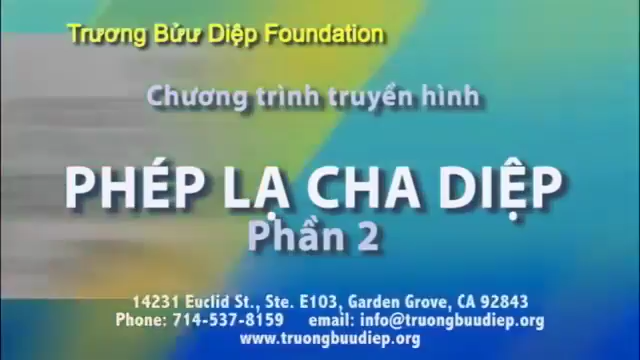 Trương Bửu Diệp Foundation
Chương trình truyền hình
PHÉP LẠ CHA DIỆP
Phần 2
14231 Euclid St., Ste. E103, Garden Grove, CA 92843
Phone: 714-537-8159 email: info@truongbuudiep.org
www.truongbuudiep.org